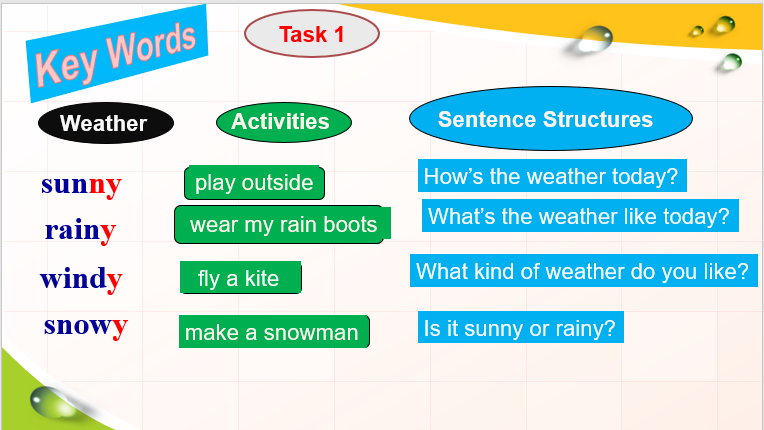 Key Words
Task 1
Weather
Activities
Sentence Structures
sunny
play outside
How's the weather today?
rainy
wear my rain boots
What's the weather like today?
windy
fly a kite
What kind of weather do you like?
snowy
make a snowman
Is it sunny or rainy?